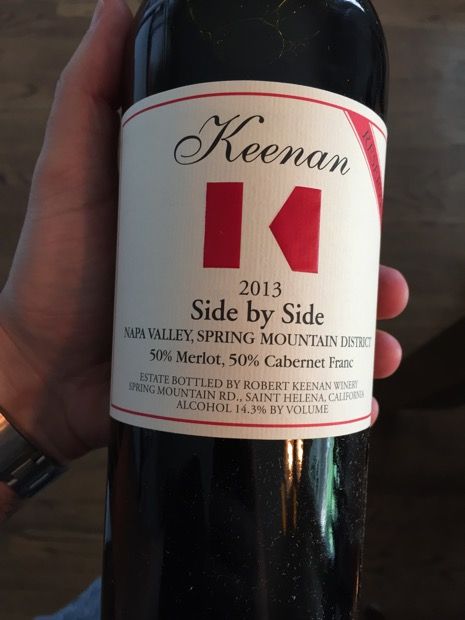 Keenan
RESERVE
2013
Side by Side
NAPA VALLEY, SPRING MOUNTAIN DISTRICT
50% Merlot, 50% Cabernet Franc
ESTATE BOTTLED BY ROBERT KEENAN WINERY
SPRING MOUNTAIN RD., SAINT HELENA, CALIFORNIA
ALCOHOL 14.3% BY VOLUME